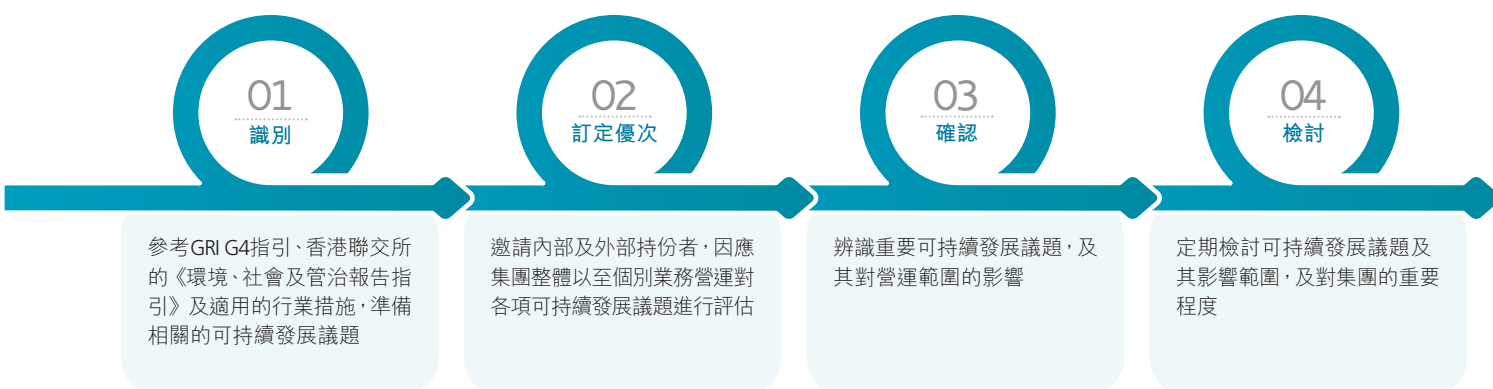 01
識別
參考GRI G4指引、香港聯交所
的《環境、社會及管治報告指
引》及適用的行業措施，準備
相關的可持續發展議題
02
訂定優次
邀請內部及外部持份者，因應
集團整體以至個別業務營運對
各項可持續發展議題進行評估
03
確認
辨識重要可持續發展議題，及
其對營運範圍的影響
04
檢討
定期檢討可持續發展議題及
其影響範圍，及對集團的重要
程度